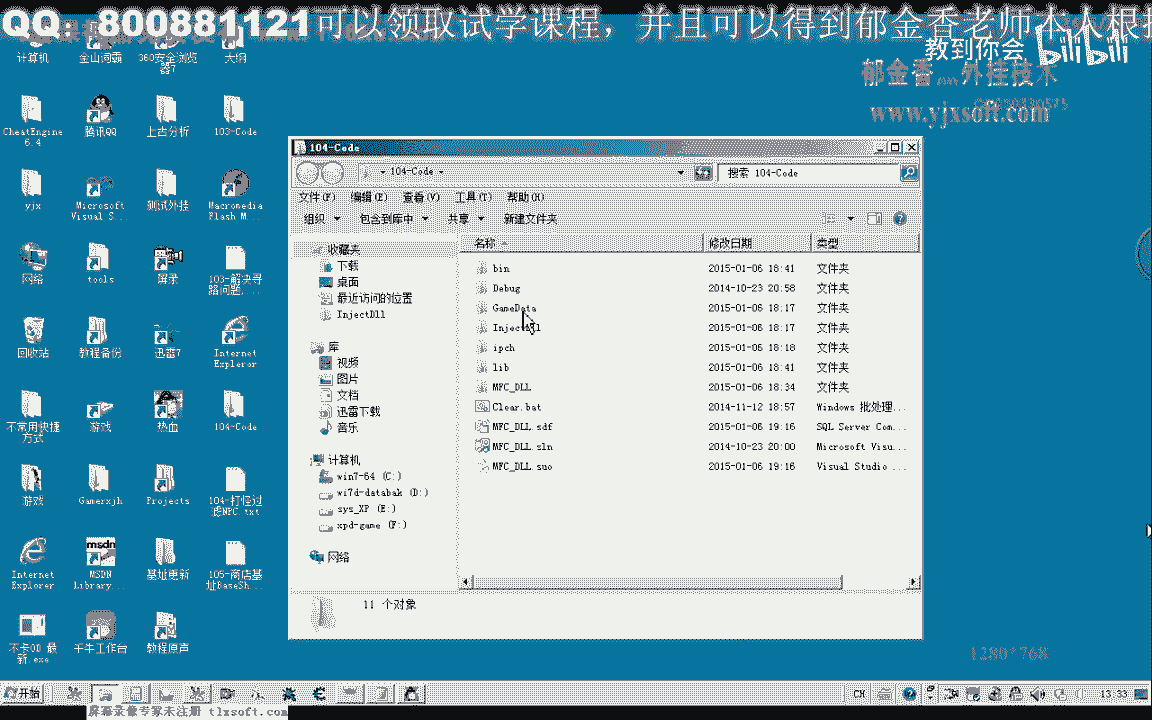 QQ：800881121可以领取试学课程，并且可以得到郁金香老师本人根据
教到你会
bilibili
郁金香
外挂技术
www.yjxsoft.com
计算机
金山词霸
360安全浏览器7
大纲
CheatEngine 6.4
腾讯QQ
上古分析
103-Code
yjx
Microsoft Visual S...
测试外挂
Macromedia Flash M...
网络
tools
屏录
103-解决寻路问题....
回收站
教程备份
迅雷7
Internet Exploror
不常用快捷方式
游戏
热血
104-Code
游戏
Gamerxjh
Projects
104-打怪过滤NPC.txt
Internet Explorer
MSDN Library...
基址更新
105-商店基址BaseSh...
不卡OD 最新.exe
千牛工作台
教程原声
104-Code
104-Code
搜索 104-Code
文件(F) 编辑(E) 查看(V) 工具(T) 帮助(H)
组织 包含到库中 共享 新建文件夹
收藏夹
下载
桌面
最近访问的位置
InjectDll
库
视频
图片
文档
迅雷下载
音乐
计算机
win7-64 (C:)
wi7d-databak (D:)
sys_XP (E:)
xpd-game (F:)
网络
名称 修改日期 类型
bin 2015-01-06 18:41 文件夹
Debug 2014-10-23 20:58 文件夹
GameData 2015-01-06 18:17 文件夹
InjectDll 2015-01-06 18:17 文件夹
ipch 2015-01-06 18:18 文件夹
lib 2015-01-06 18:41 文件夹
MFC_DLL 2015-01-06 18:34 文件夹
Clear.bat 2014-11-12 18:57 Windows 批处理...
MFC_DLL.sdf 2015-01-06 19:16 SQL Server Com...
MFC_DLL.sln 2014-10-23 20:00 Microsoft Visu...
MFC_DLL.suo 2015-01-06 19:16 Visual Studio ...
11 个对象
1280*768
开始
CH
13:33
屏幕录像专家未注册 tlxsoft.com